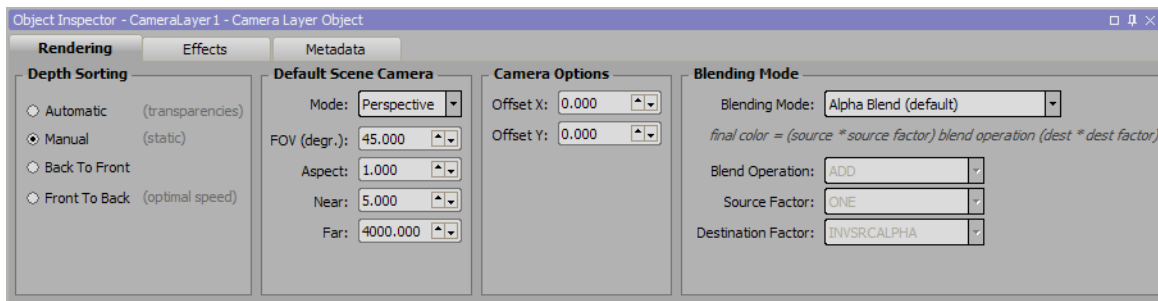 Object Inspector - CameraLayer1 - Camera Layer Object
Rendering Effects Metadata
Depth Sorting
Automatic (transparencies)
Manual (static)
Back To Front
Front To Back (optimal speed)
Default Scene Camera
Mode: Perspective
FOV (degr.): 45.000
Aspect: 1.000
Near: 5.000
Far: 4000.000
Camera Options
Offset X: 0.000
Offset Y: 0.000
Blending Mode
Blending Mode: Alpha Blend (default)
final color = (source * source factor) blend operation (dest * dest factor)
Blend Operation: ADD
Source Factor: ONE
Destination Factor: INVSRCALPHA